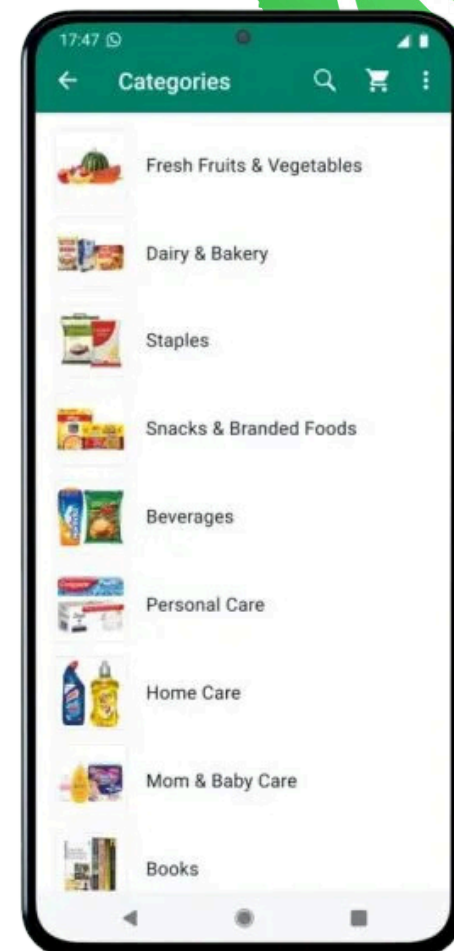 17:47
Categories
Fresh Fruits & Vegetables
Dairy & Bakery
Staples
Snacks & Branded Foods
Beverages
Personal Care
Colgate
Home Care
Mom & Baby Care
Books